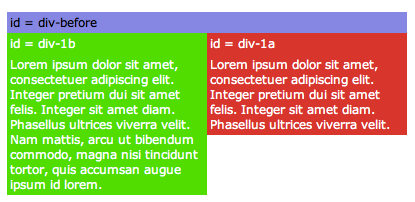 id = div-before
id = div-1b
Lorem ipsum dolor sit amet,
consectetuer adipiscing elit.
Integer pretium dui sit amet
felis. Integer sit amet diam.
Phasellus ultrices viverra velit.
Nam mattis, arcu ut bibendum
commodo, magna nisi tincidunt
tortor, quis accumsan augue
ipsum id lorem.
id = div-1a
Lorem ipsum dolor sit amet,
consectetuer adipiscing elit.
Integer pretium dui sit amet
felis. Integer sit amet diam.
Phasellus ultrices viverra velit.